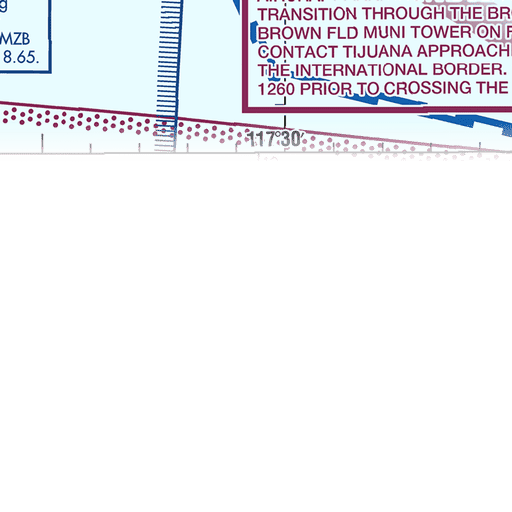 g
MZB
8.65.
TRANSITION THROUGH THE
BROWN FLD MUNI TOWER ON
CONTACT TIJUANA APPROACH
THE INTERNATIONAL BORDER.
1260 PRIOR TO CROSSING THE
117°30'